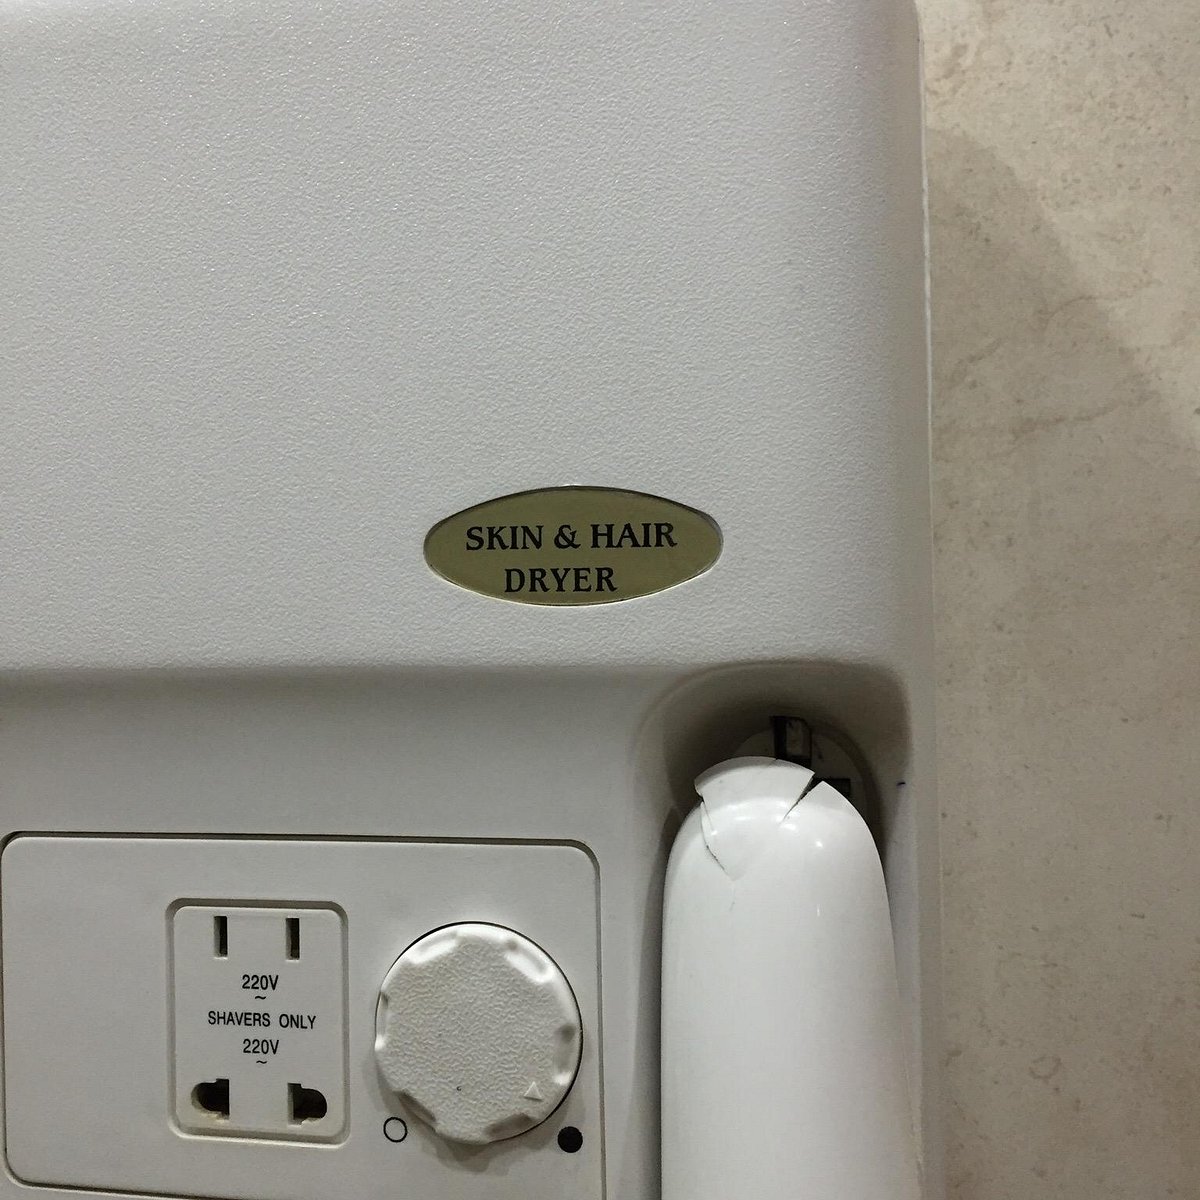 SKIN & HAIR
DRYER
220V
~
SHAVERS ONLY
220V
~